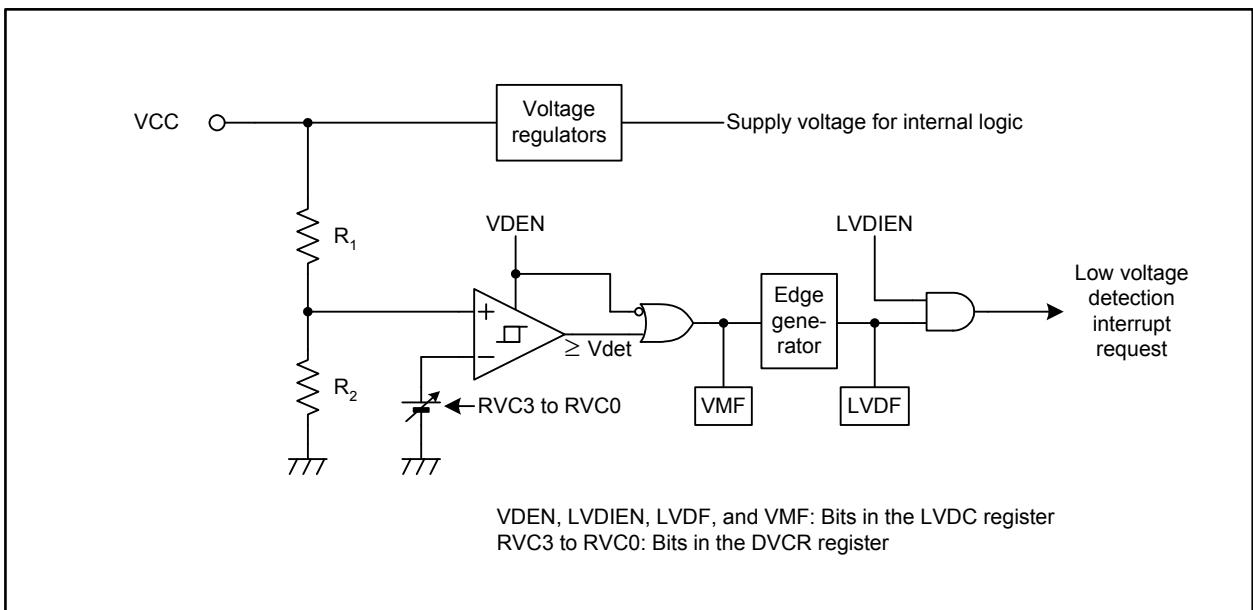 Voltage
regulators
VCC
Supply voltage for internal logic
VDEN
LVDIEN
R1
Edge
gene-
rator
Low voltage
detection
interrupt
request
+
−
≥ Vdet
R2
RVC3 to RVC0
VMF
LVDF
VDEN, LVDIEN, LVDF, and VMF: Bits in the LVDC register
RVC3 to RVC0: Bits in the DVCR register